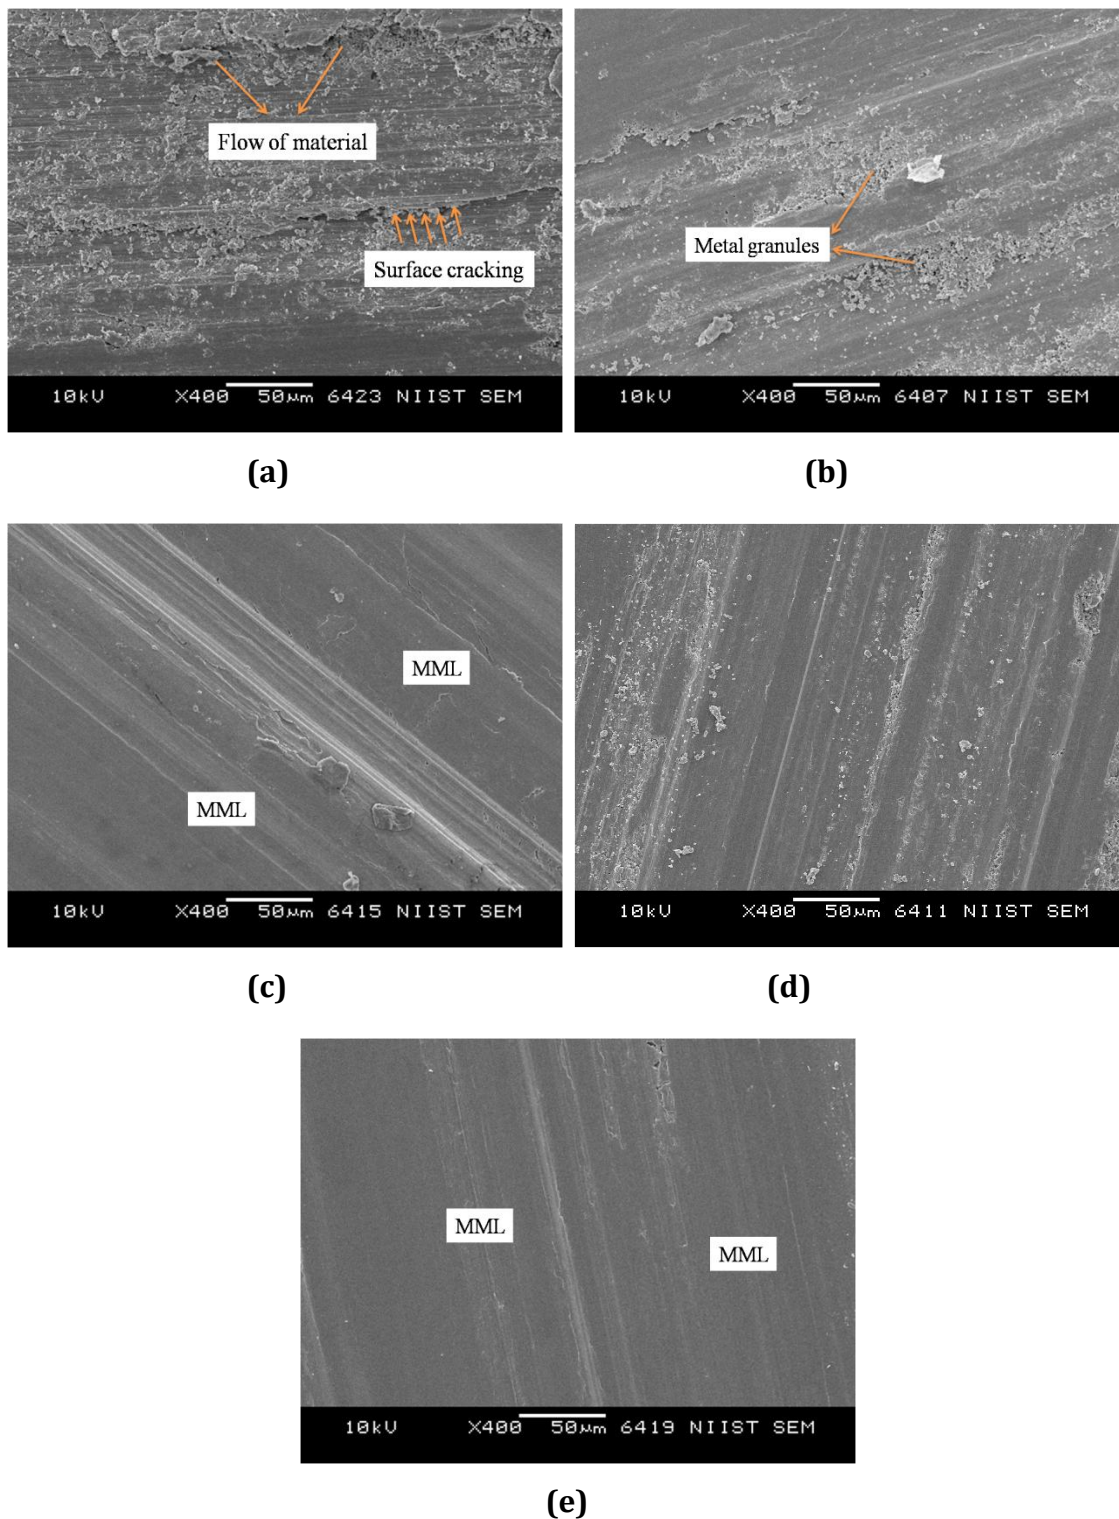 Flow of material
Surface cracking
10kV X400 50µm 6423 NIIST SEM
(a)
Metal granules
10kV X400 50µm 6407 NIIST SEM
(b)
MML
MML
10kV X400 50µm 6415 NIIST SEM
(c)
10kV X400 50µm 6411 NIIST SEM
(d)
MML
MML
10kV X400 50µm 6419 NIIST SEM
(e)